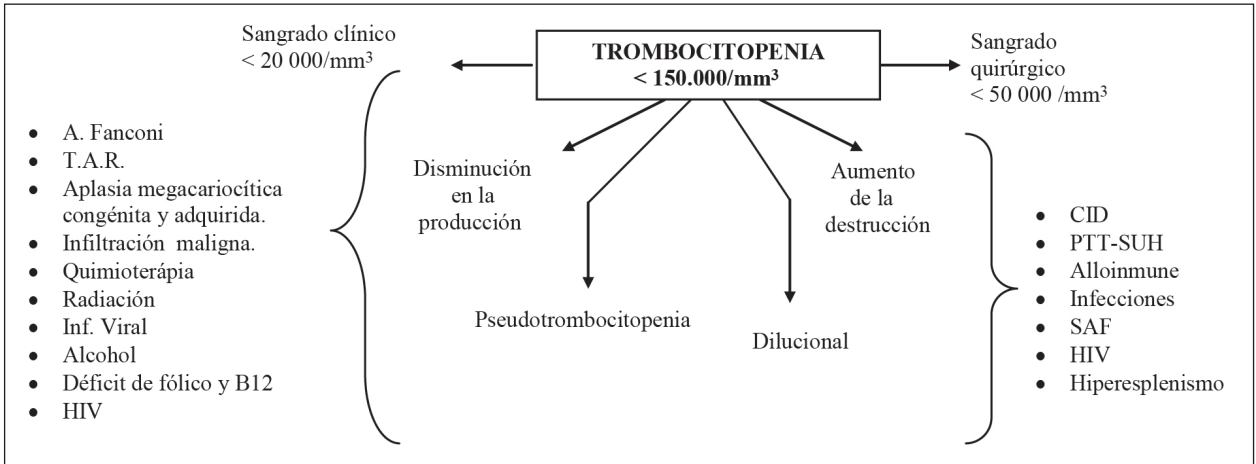 Sangrado clínico
< 20 000/mm³
TROMBOCITOPENIA
< 150.000/mm³
Sangrado
quirúrgico
< 50 000 /mm³
• A. Fanconi
• T.A.R.
• Aplasia megacariocítica
congénita y adquirida.
• Infiltración maligna.
• Quimioterápia
• Radiación
• Inf. Viral
• Alcohol
• Déficit de fólico y B12
• HIV
Disminución
en la
producción
Pseudotrombocitopenia
Dilucional
Aumento
de la
destrucción
• CID
• PTT-SUH
• Alloinmune
• Infecciones
• SAF
• HIV
• Hiperesplenismo